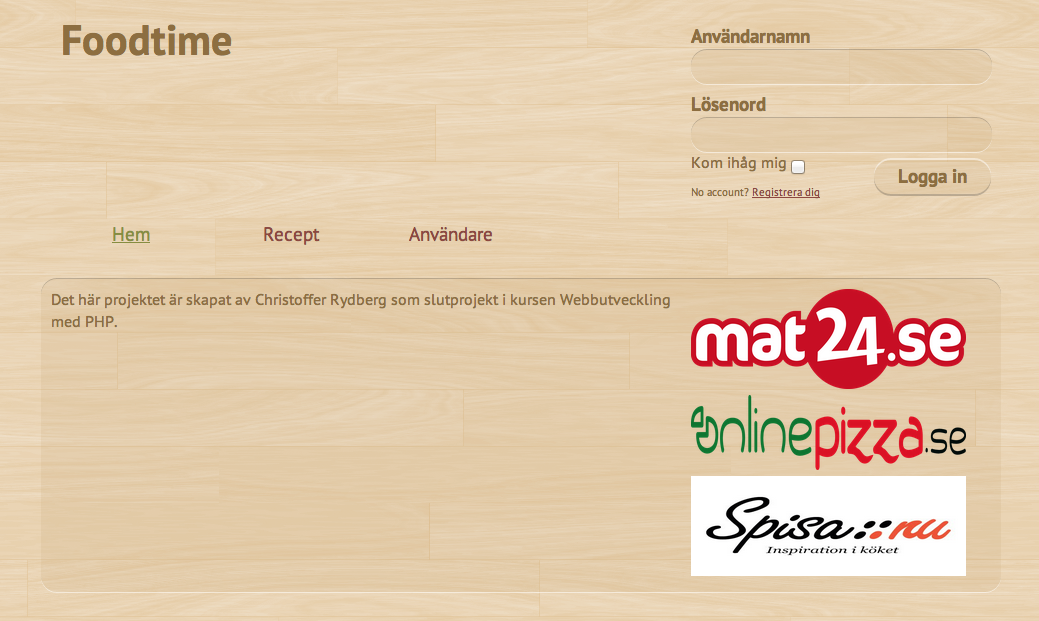 Foodtime
Användarnamn
Lösenord
Kom ihåg mig
Logga in
No account? Registrera dig
Hem
Recept
Användare
Det här projektet är skapat av Christoffer Rydberg som slutprojekt i kursen Webbutveckling
med PHP.
mat24.se
onlinepizza.se
Spisa::nu
Inspiration i köket